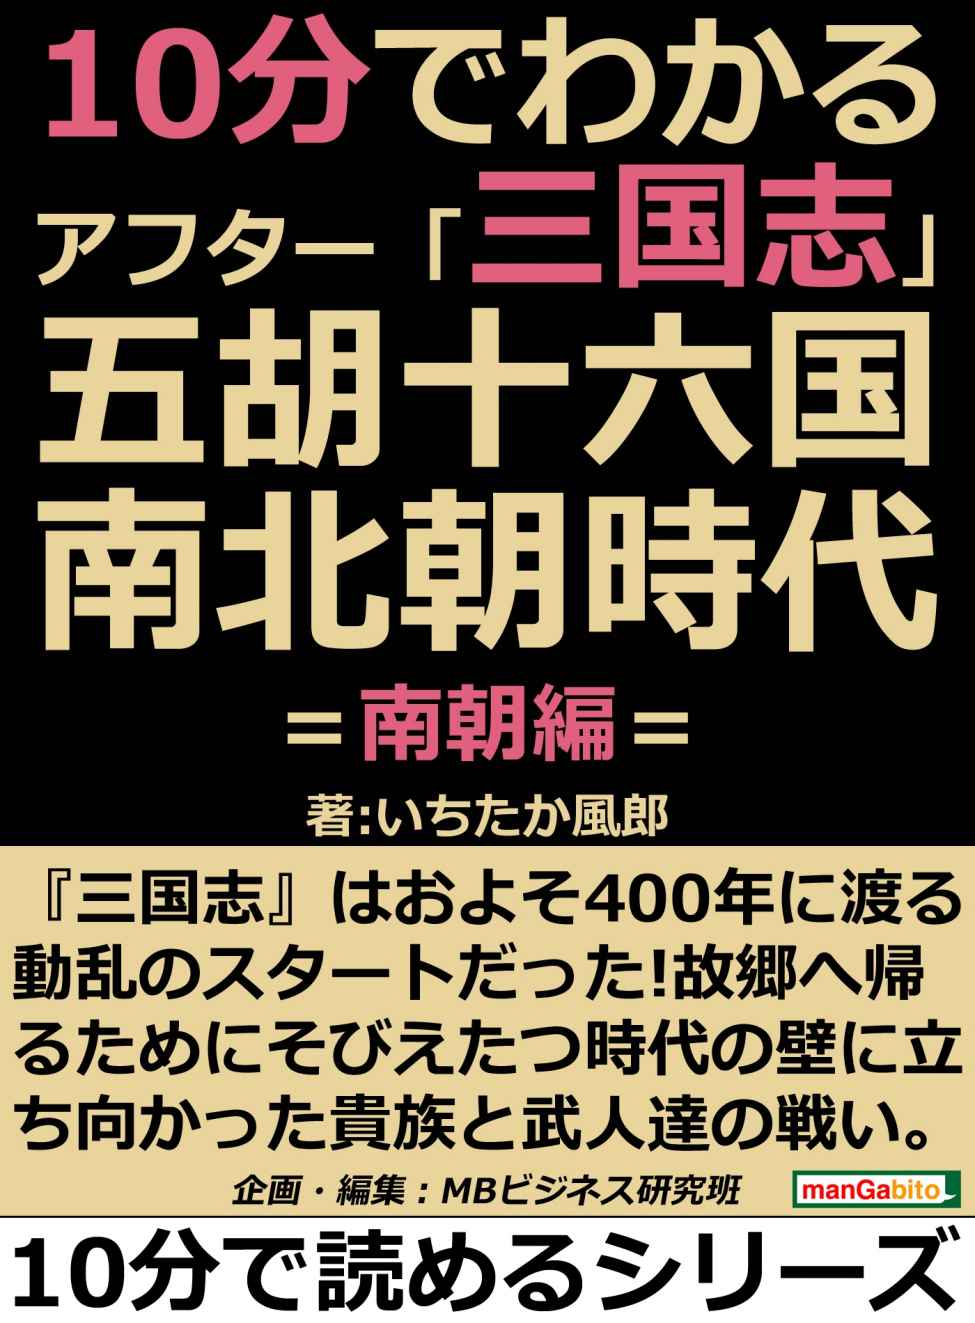 10分でわかる
アフター「三国志」
五胡十六国
南北朝時代
＝南朝編＝
著:いちたか風郎
『三国志』はおよそ400年に渡る
動乱のスタートだった!故郷へ帰
るためにそびえたつ時代の壁に立
ち向かった貴族と武人達の戦い。
企画・編集：MBビジネス研究班
manGabito
10分で読めるシリーズ